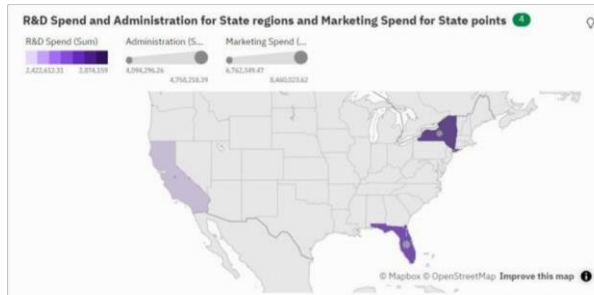 R&D Spend and Administration for State regions and Marketing Spend for State points 4
R&D Spend (Sum) Administration (S... Marketing Spend (...
2,422,612.31 2,874,159 4,094,296.26 6,762,349.47
4,758,258.39 8,460,023.62
© Mapbox © OpenStreetMap Improve this map